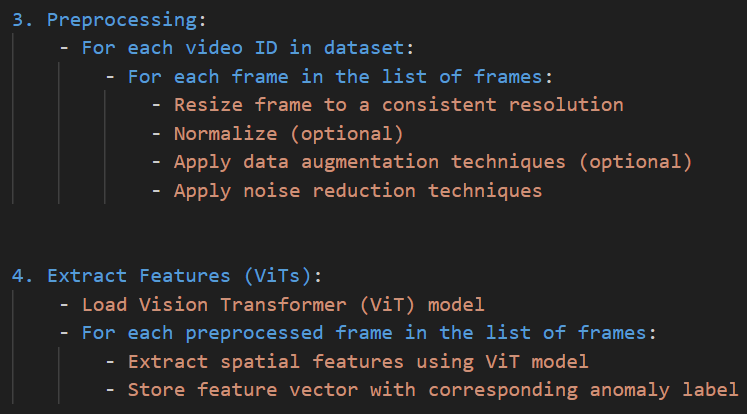 3. Preprocessing:
- For each video ID in dataset:
- For each frame in the list of frames:
- Resize frame to a consistent resolution
- Normalize (optional)
- Apply data augmentation techniques (optional)
- Apply noise reduction techniques
4. Extract Features (ViTs):
- Load Vision Transformer (ViT) model
- For each preprocessed frame in the list of frames:
- Extract spatial features using ViT model
- Store feature vector with corresponding anomaly label